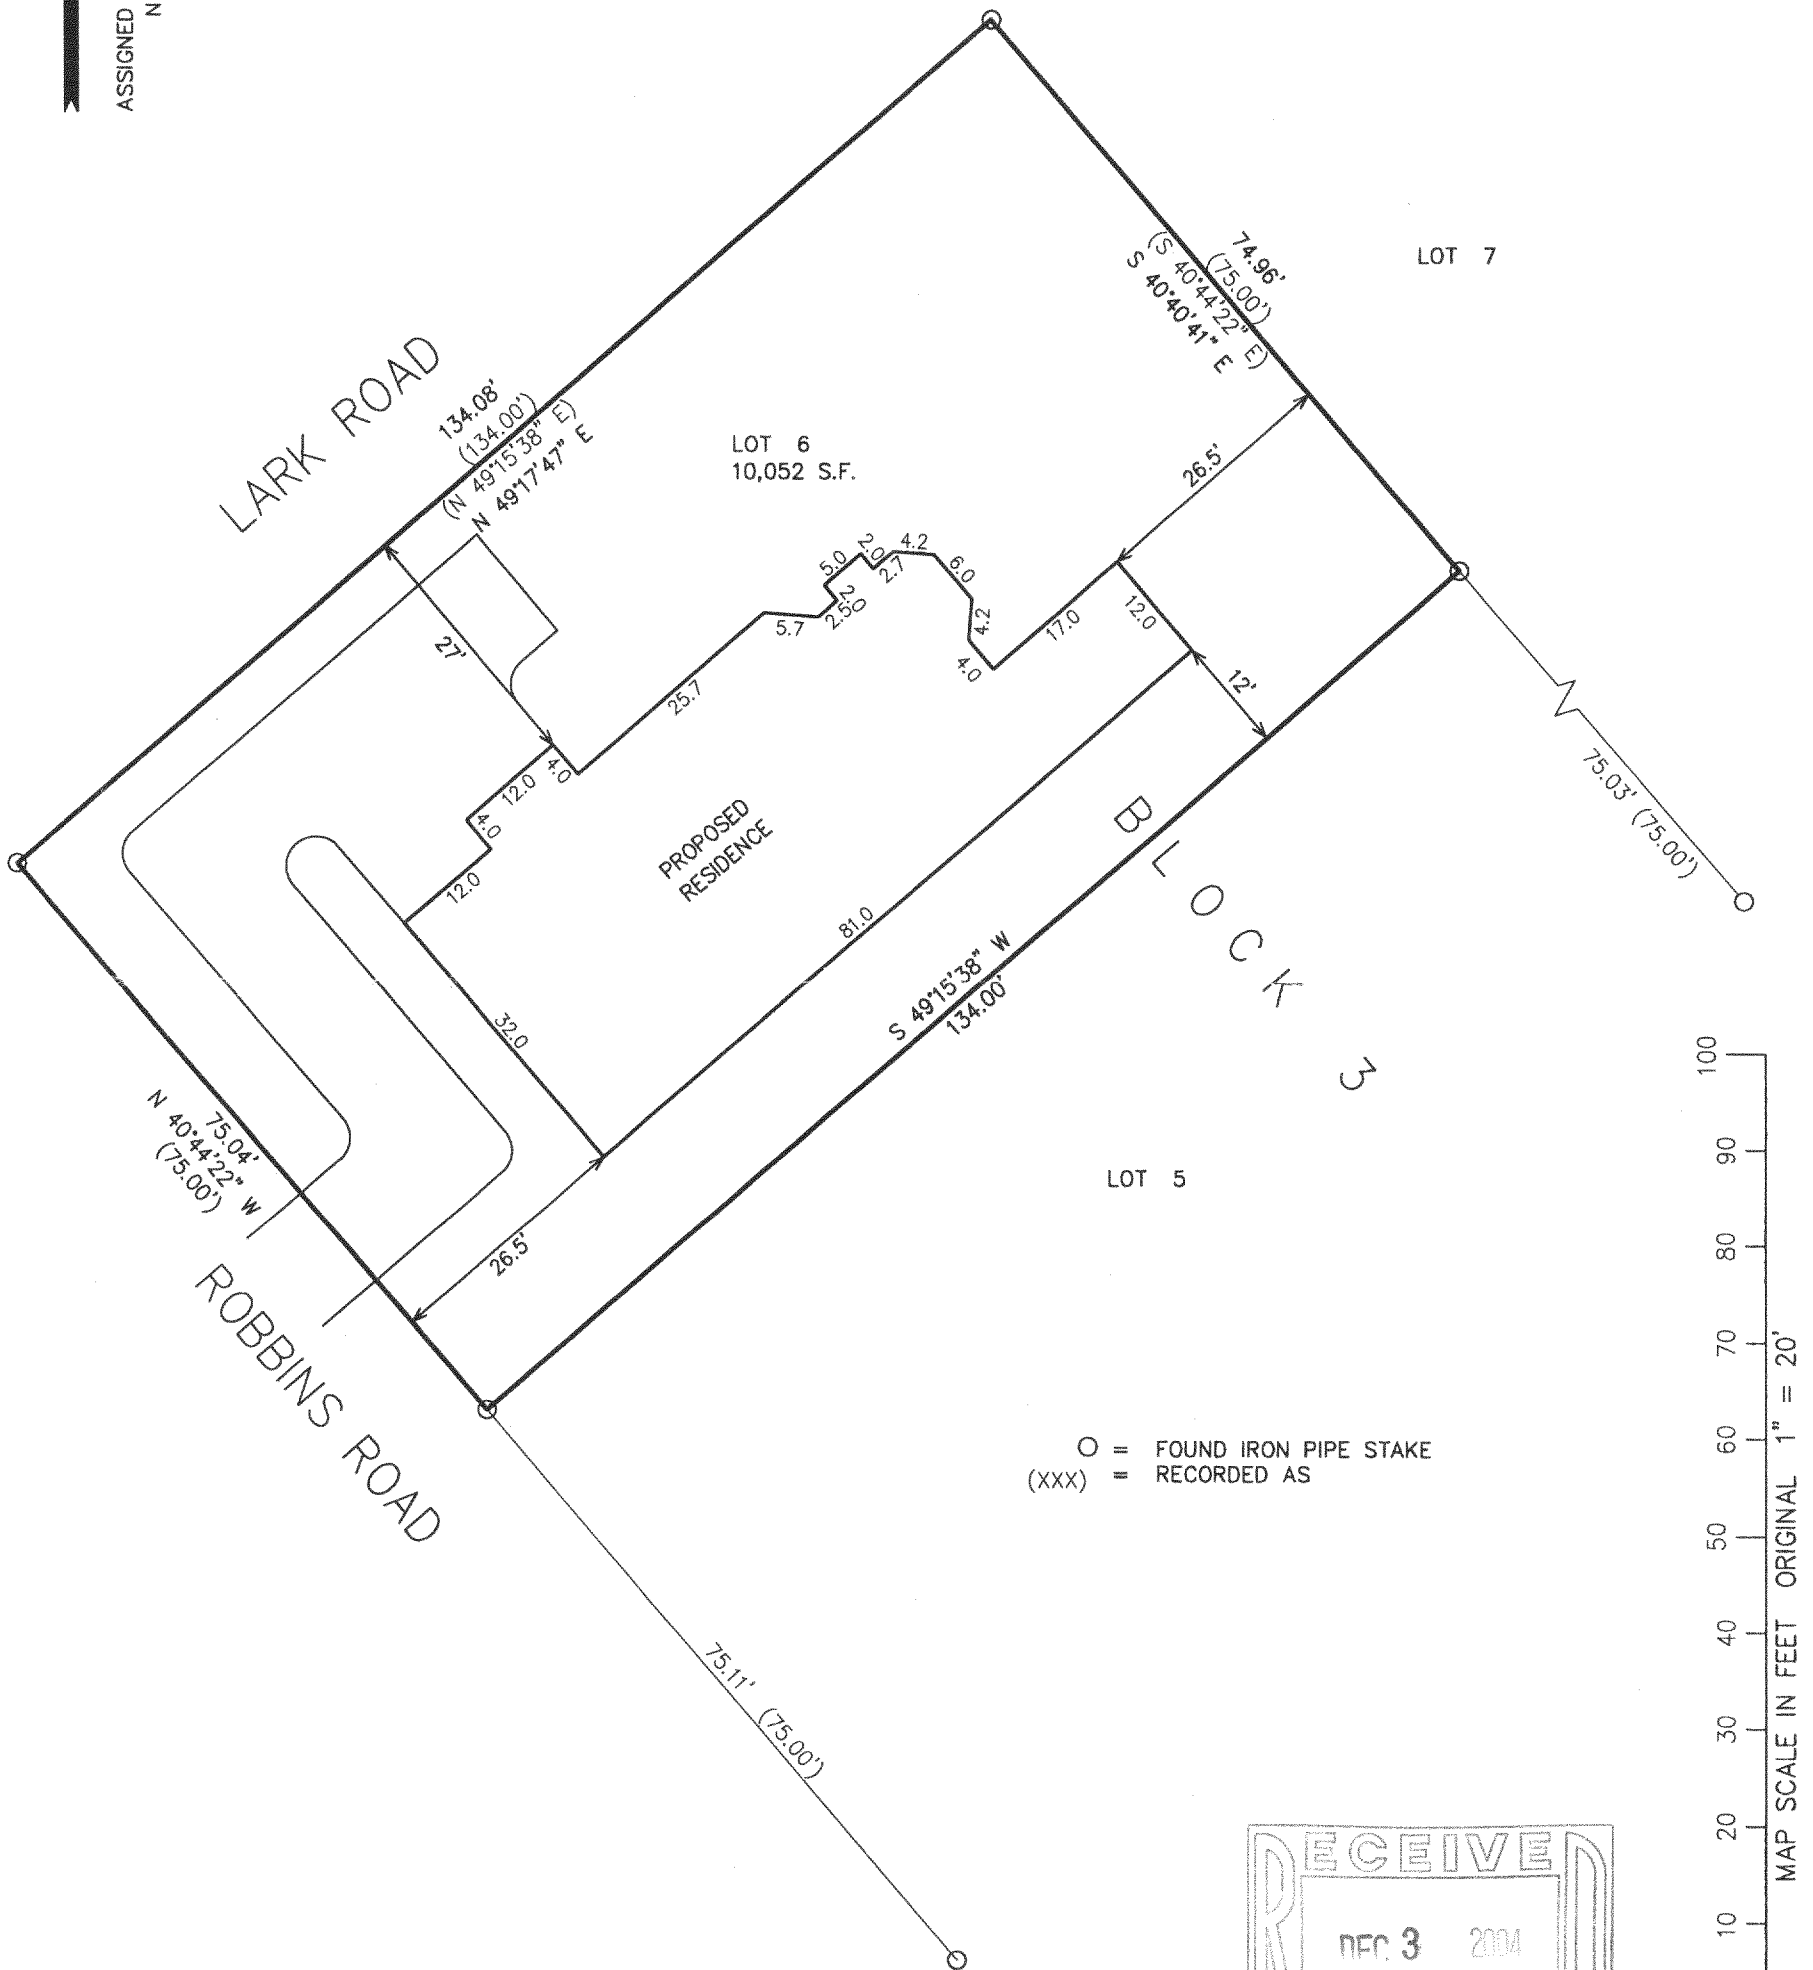 ASSIGNED
N
LOT 7
74.96'
(75.00')
(S 40°44'22" E)
S 40°40'41" E
LARK ROAD
134.08'
(134.00')
(N 49°15'38" E)
N 49°17'47" E
LOT 6
10,052 S.F.
26.5'
27'
5.0
2.0
4.2
2.7
6.0
2.0
2.5
5.7
4.2
4.0
17.0
12.0
12'
25.7
4.0
12.0
4.0
12.0
PROPOSED
RESIDENCE
81.0
32.0
26.5'
BLOCK 3
S 49°15'38" W
134.00'
75.03' (75.00')
75.04'
N 40°44'22" W
(75.00')
ROBBINS ROAD
LOT 5
O = FOUND IRON PIPE STAKE
(XXX) = RECORDED AS
75.11' (75.00')
100
90
80
70
60
50
40
30
20
10
MAP SCALE IN FEET ORIGINAL 1" = 20'
RECEIVED
DEC 3 2004